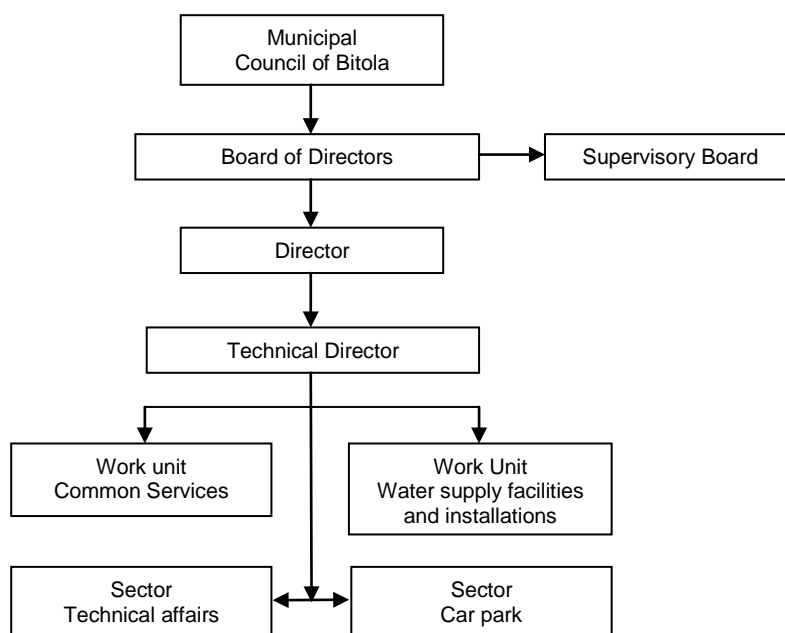 Municipal
Council of Bitola
Board of Directors
Supervisory Board
Director
Technical Director
Work unit
Common Services
Work Unit
Water supply facilities
and installations
Sector
Technical affairs
Sector
Car park